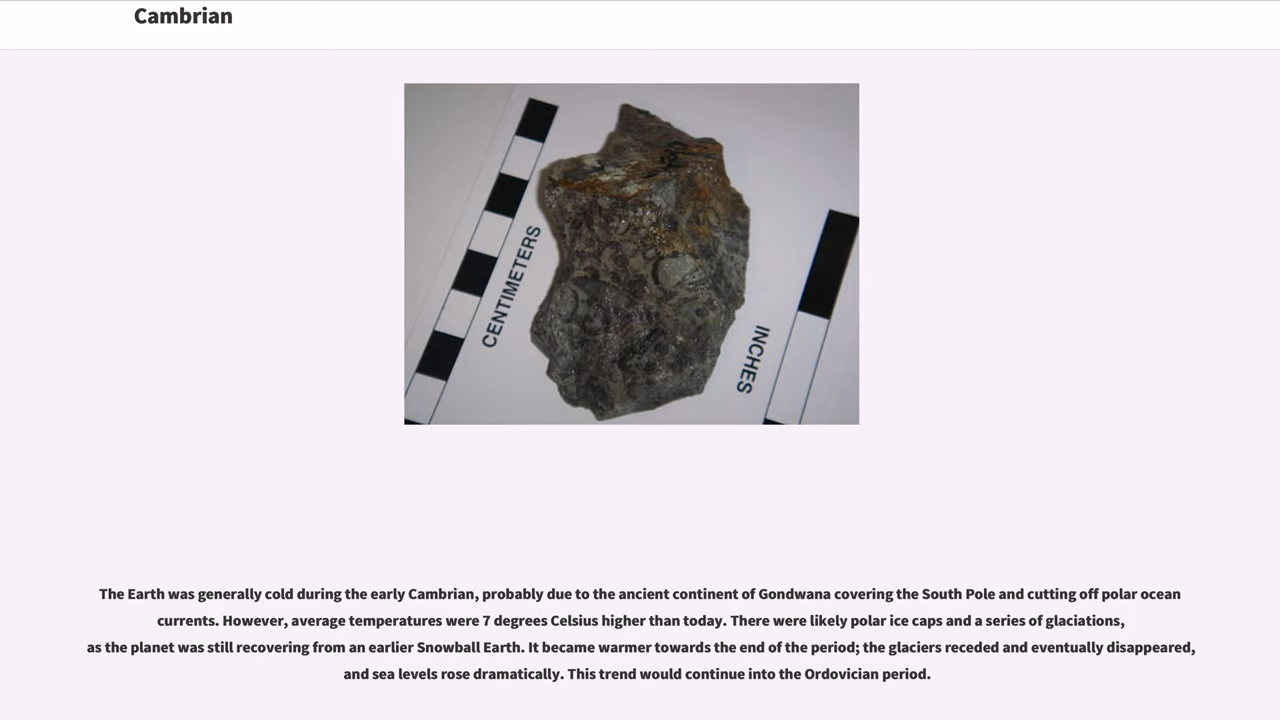 Cambrian
CENTIMETERS
INCHES
The Earth was generally cold during the early Cambrian, probably due to the ancient continent of Gondwana covering the South Pole and cutting off polar ocean
currents. However, average temperatures were 7 degrees Celsius higher than today. There were likely polar ice caps and a series of glaciations,
as the planet was still recovering from an earlier Snowball Earth. It became warmer towards the end of the period; the glaciers receded and eventually disappeared,
and sea levels rose dramatically. This trend would continue into the Ordovician period.